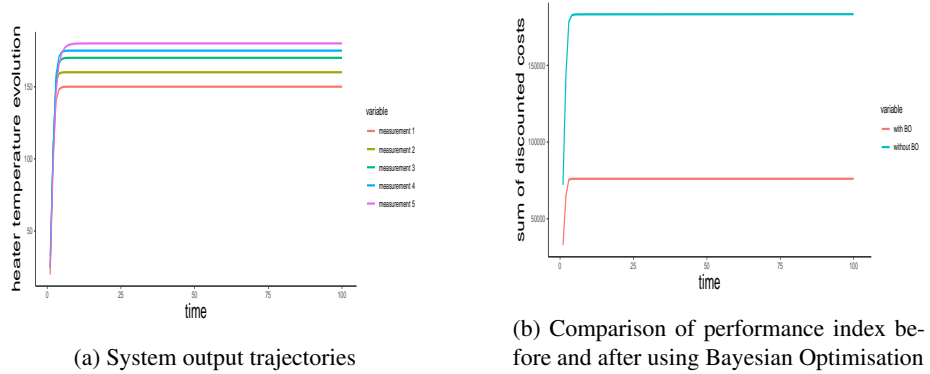 heater temperature evolution
150
100
50
0
25
50
75
100
time
variable
measurement 1
measurement 2
measurement 3
measurement 4
measurement 5
(a) System output trajectories
sum of discounted costs
150000
100000
50000
0
25
50
75
100
time
variable
with BO
without BO
(b) Comparison of performance index be-
fore and after using Bayesian Optimisation